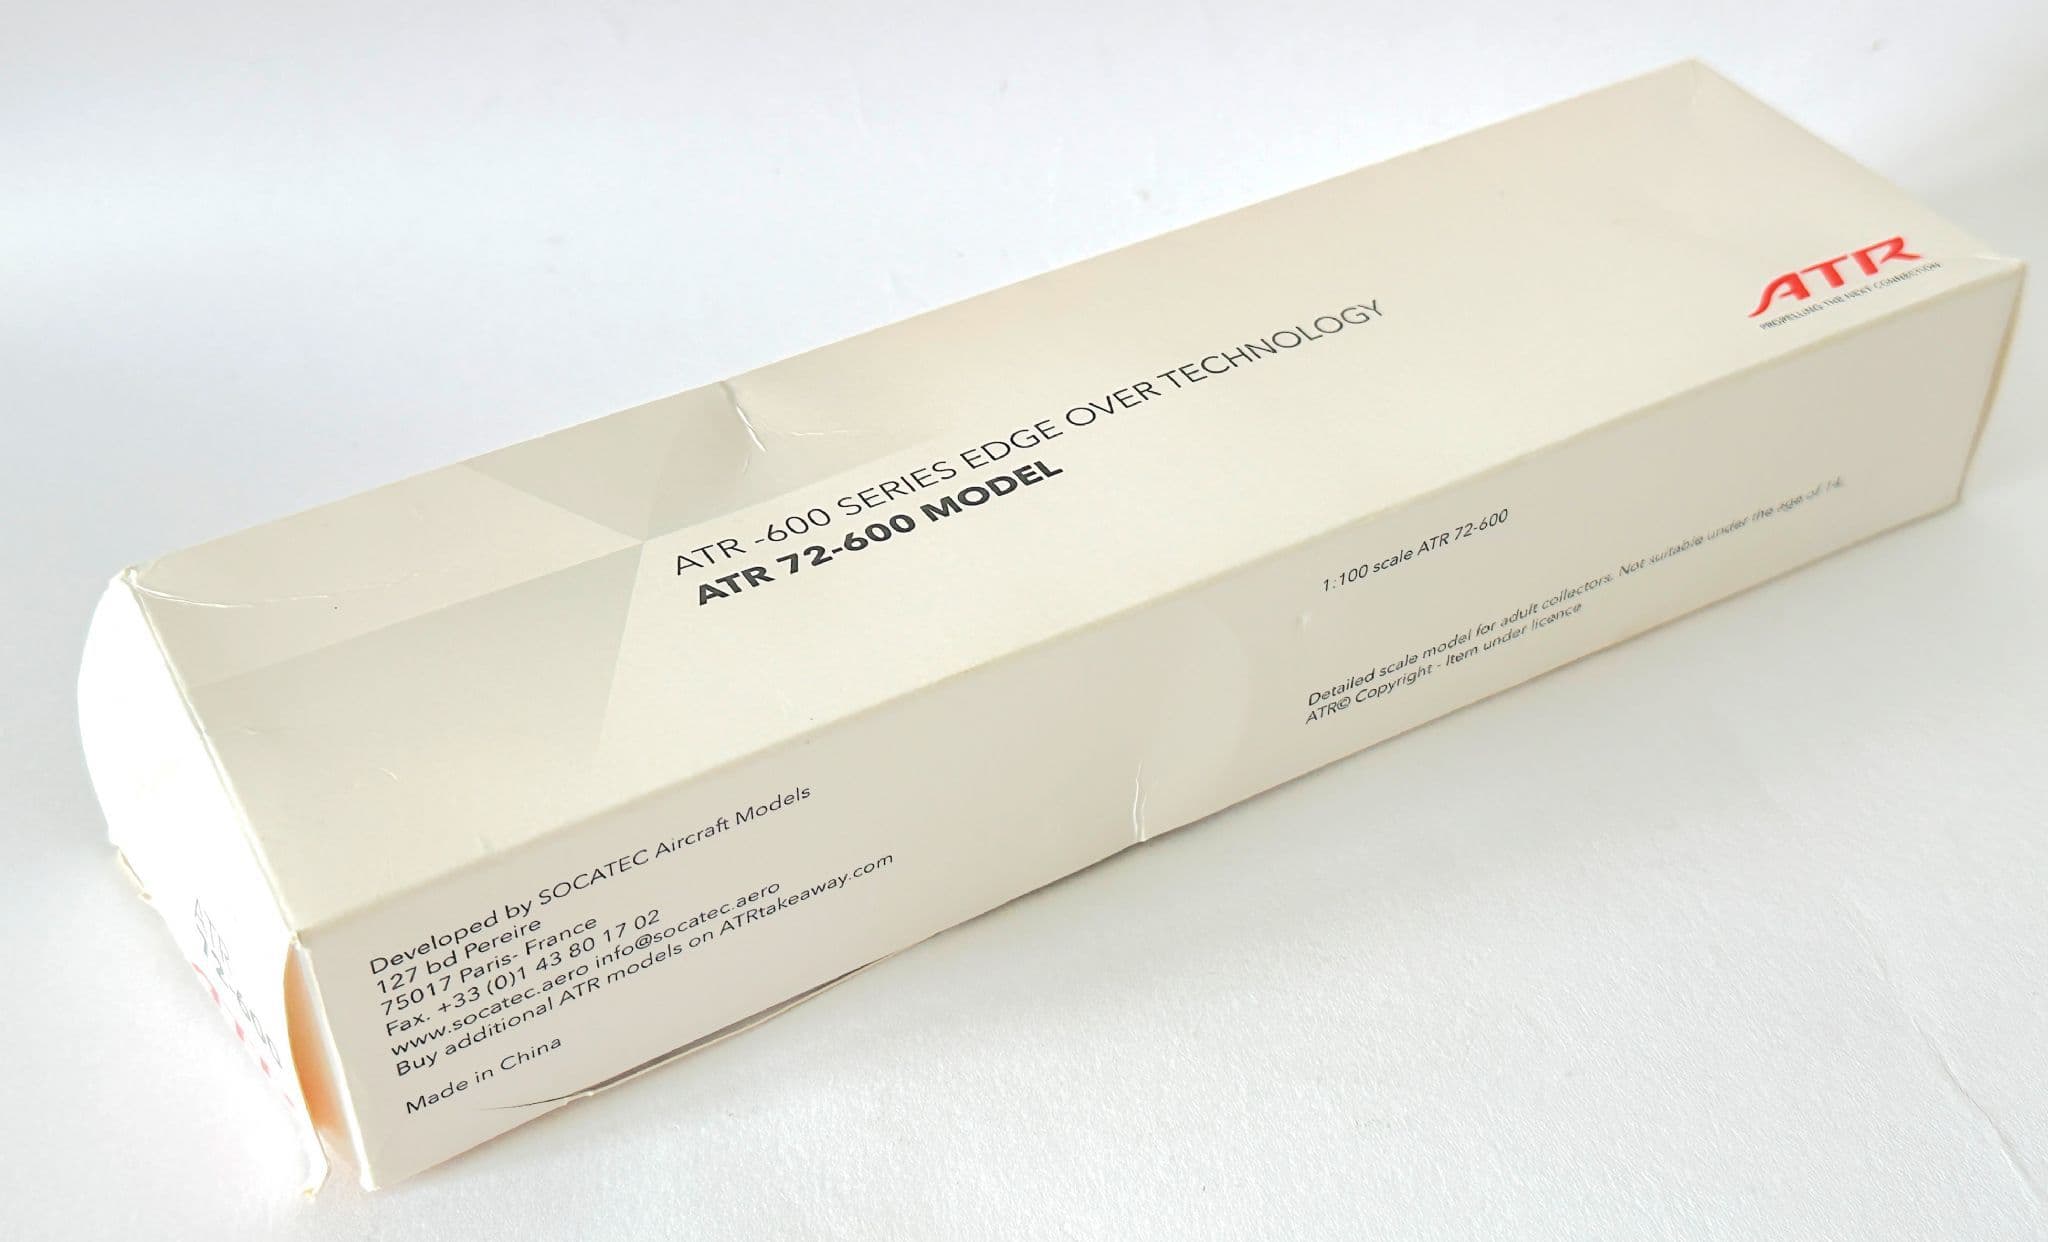 ATR
PROPELLING THE NEXT CONNECTION
ATR -600 SERIES EDGE OVER TECHNOLOGY
ATR 72-600 MODEL
1:100 scale ATR 72-600
Detailed scale model for adult collectors. Not suitable under the age of 14.
ATR© Copyright - Item under licence
Developed by SOCATEC Aircraft Models
127 bd Pereire
75017 Paris- France
Fax. +33 (0)1 43 80 17 02
www.socatec.aero info@socatec.aero
Buy additional ATR models on ATRtakeaway.com
Made in China
ATR
72-600